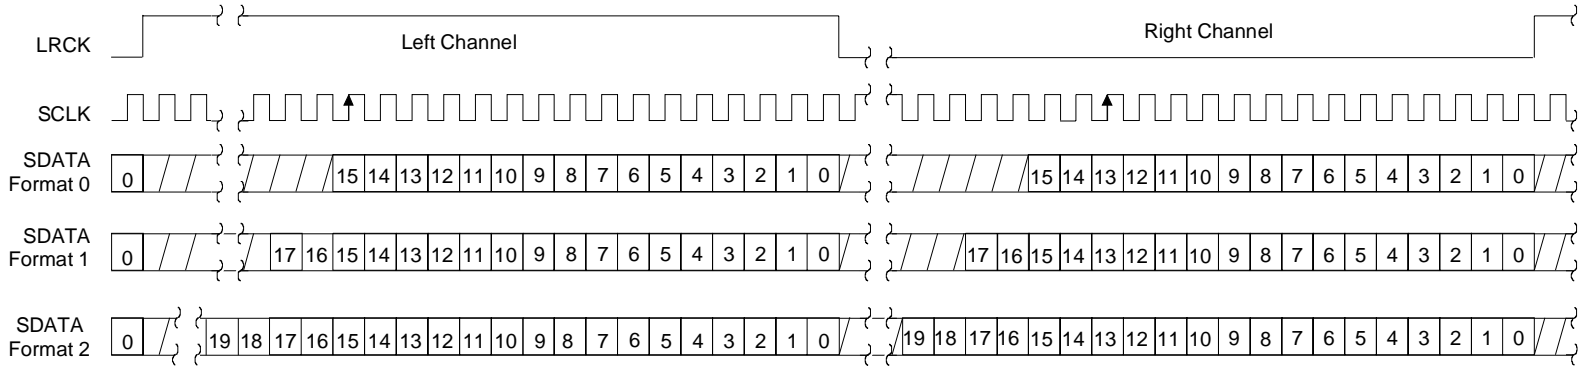 LRCK
Left Channel
Right Channel
SCLK
SDATA
Format 0
0
15 14 13 12 11 10 9 8 7 6 5 4 3 2 1 0
15 14 13 12 11 10 9 8 7 6 5 4 3 2 1 0
SDATA
Format 1
0
17 16 15 14 13 12 11 10 9 8 7 6 5 4 3 2 1 0
17 16 15 14 13 12 11 10 9 8 7 6 5 4 3 2 1 0
SDATA
Format 2
0
19 18 17 16 15 14 13 12 11 10 9 8 7 6 5 4 3 2 1 0
19 18 17 16 15 14 13 12 11 10 9 8 7 6 5 4 3 2 1 0